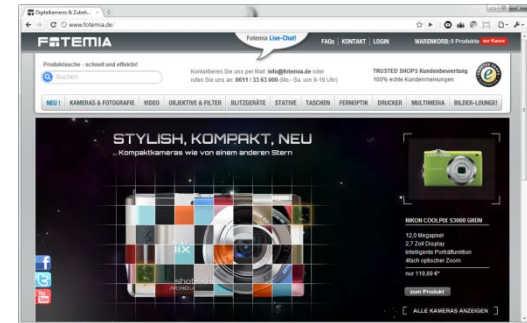 Digitalkameras & Zubeh...
www.fotemia.de/
FOTEMIA
Fotemia Live-Chat!
FAQs | KONTAKT | LOGIN
WARENKORB: 0 Produkte zur Kasse
Produktsuche - schnell und effektiv!
Suchen
Kontaktieren Sie uns per Mail: info@fotemia.de oder
rufen Sie uns an: 0611 / 33 63 000 (Mo.- Sa. von 9-19 Uhr)
TRUSTED SHOPS Kundenbewertung
100% echte Kundenmeinungen
NEU !
KAMERAS & FOTOGRAFIE
VIDEO
OBJEKTIVE & FILTER
BLITZGERÄTE
STATIVE
TASCHEN
FERNOPTIK
DRUCKER
MULTIMEDIA
BILDER-LOUNGE!
STYLISH, KOMPAKT, NEU
... Kompaktkameras wie von einem anderen Stern
NIKON COOLPIX S3000 GRÜN
12,0 Megapixel
2.7 Zoll Display
Intelligente Porträtfunktion
4fach optischer Zoom
nur 119,89 €*
zum Produkt
[ ALLE KAMERAS ANZEIGEN ]